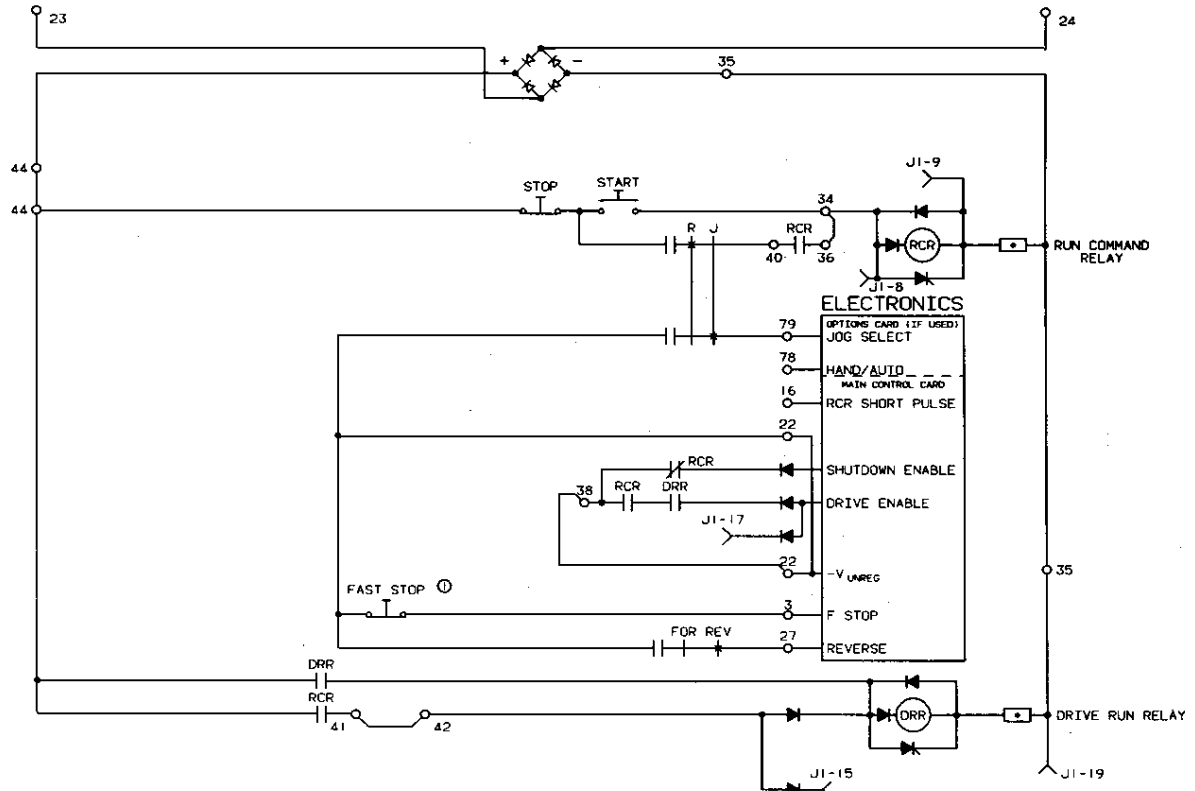 23
24
+
-
35
44
44
STOP
START
34
J1-9
R J
RCR
40
36
RCR
RUN COMMAND
RELAY
J1-8
ELECTRONICS
OPTIONS CARD (IF USED)
79
JOG SELECT
78
HAND/AUTO
MAIN CONTROL CARD
16
RCR SHORT PULSE
22
RCR
SHUTDOWN ENABLE
38
RCR
DRR
DRIVE ENABLE
J1-17
22
-V UNREG
35
FAST STOP ①
3
F STOP
FOR REV
27
REVERSE
DRR
RCR
41
42
DRR
DRIVE RUN RELAY
J1-15
J1-19